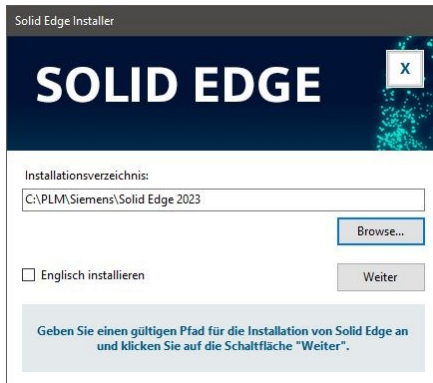 Solid Edge Installer
SOLID EDGE
X
Installationsverzeichnis:
C:\PLM\Siemens\Solid Edge 2023
Browse...
Englisch installieren
Weiter
Geben Sie einen gültigen Pfad für die Installation von Solid Edge an
und klicken Sie auf die Schaltfläche "Weiter".